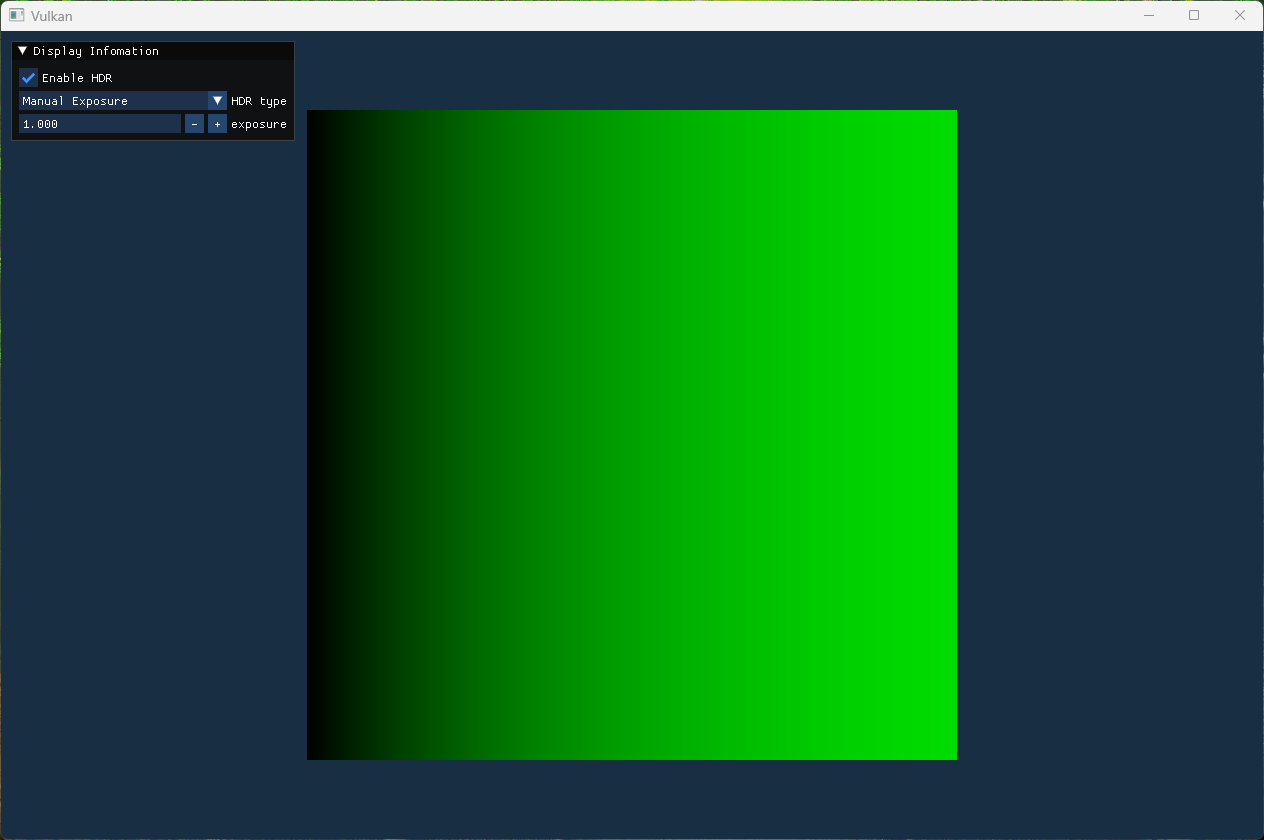 Vulkan
Display Infomation
Enable HDR
Manual Exposure HDR type
1.000 - + exposure